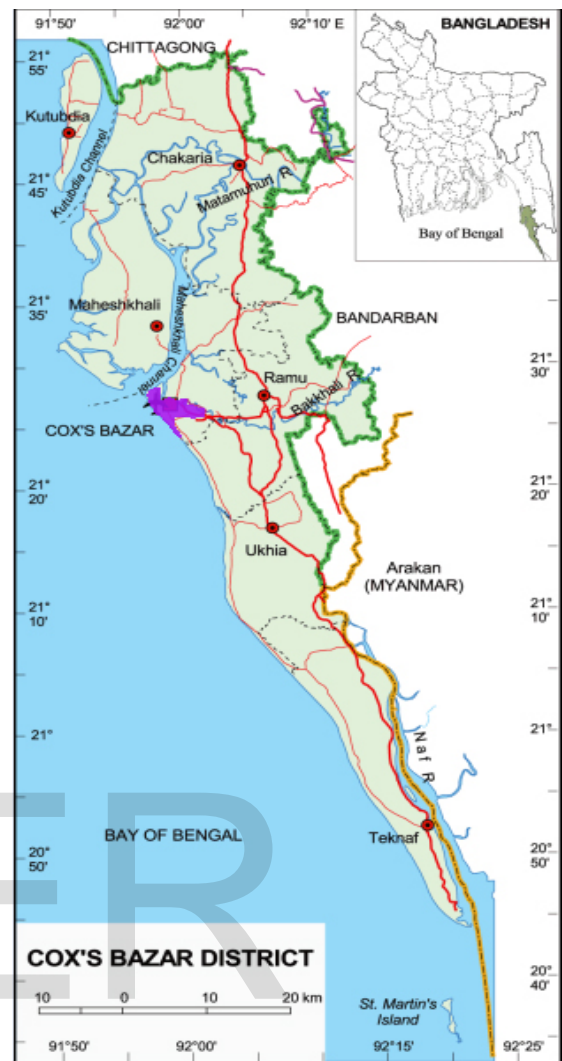 91°50' 92°00' 92°10' E
BANGLADESH
Bay of Bengal
CHITTAGONG
21°
55'
Kutubdia
Kutubdia Channel
Chakaria
Matamuhuri R.
21°
45'
21°
35'
Maheshkhali
Maheshkhali Channel
BANDARBAN
21°
30'
Ramu
Bakkhali R.
COX'S BAZAR
21°
20'
21°
20'
Ukhia
Arakan
(MYANMAR)
21°
10'
21°
10'
21°
21°
Naf R
BAY OF BENGAL
Teknaf
20°
50'
20°
50'
ER
COX'S BAZAR DISTRICT
10 0 10 20 km
20°
40'
St. Martin's
Island
91°50' 92°00' 92°15' 92°25'